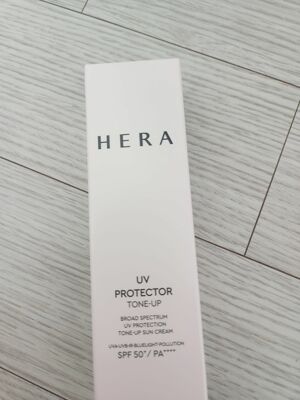 HERA
UV
PROTECTOR
TONE-UP
BROAD SPECTRUM
UV PROTECTION
TONE-UP SUN CREAM
UVA·UVB·IR·BLUELIGHT·POLLUTION
SPF 50+/ PA++++